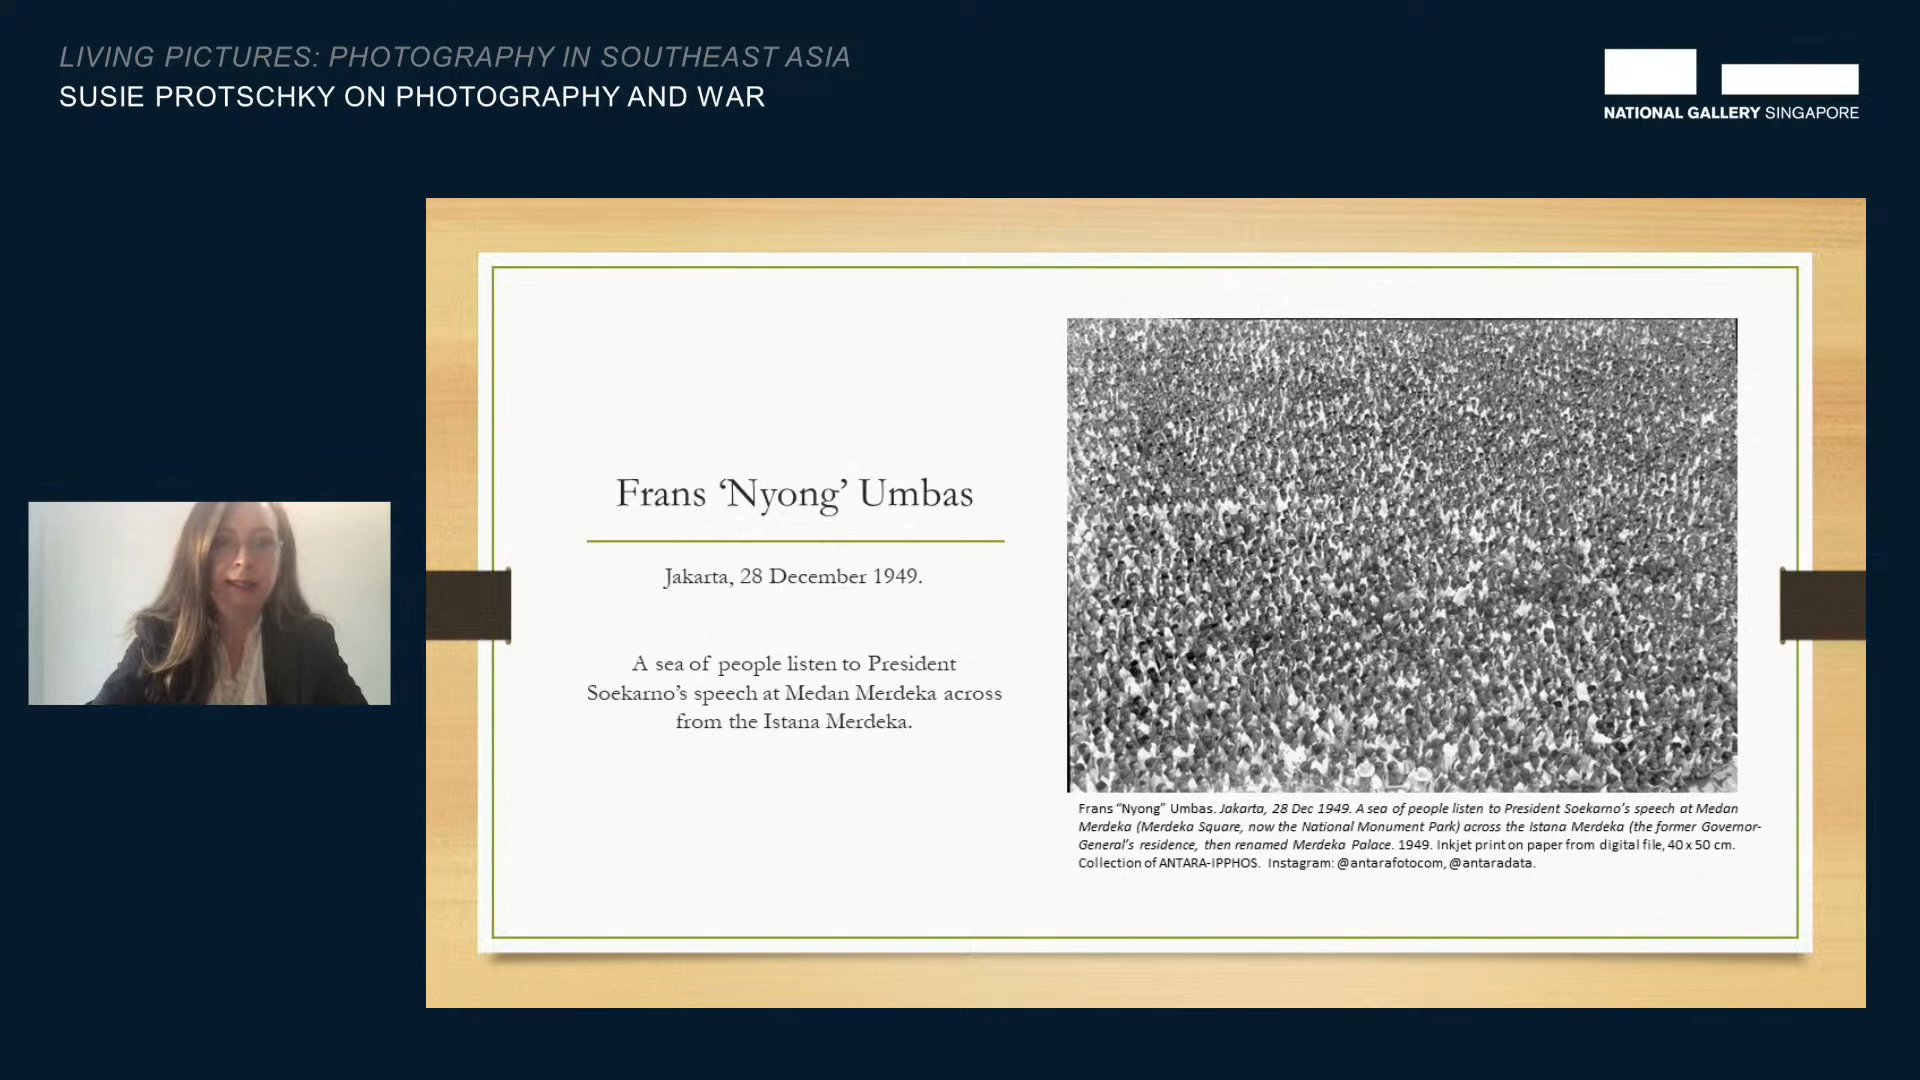 LIVING PICTURES: PHOTOGRAPHY IN SOUTHEAST ASIA
SUSIE PROTSCHKY ON PHOTOGRAPHY AND WAR
NATIONAL GALLERY SINGAPORE
Frans ‘Nyong’ Umbas
Jakarta, 28 December 1949.
A sea of people listen to President
Soekarno’s speech at Medan Merdeka across
from the Istana Merdeka.
Frans “Nyong” Umbas. Jakarta, 28 Dec 1949. A sea of people listen to President Soekarno’s speech at Medan
Merdeka (Merdeka Square, now the National Monument Park) across the Istana Merdeka (the former Governor-
General’s residence, then renamed Merdeka Palace. 1949. Inkjet print on paper from digital file, 40 x 50 cm.
Collection of ANTARA-IPPHOS. Instagram: @antarafotocom, @antaradata.